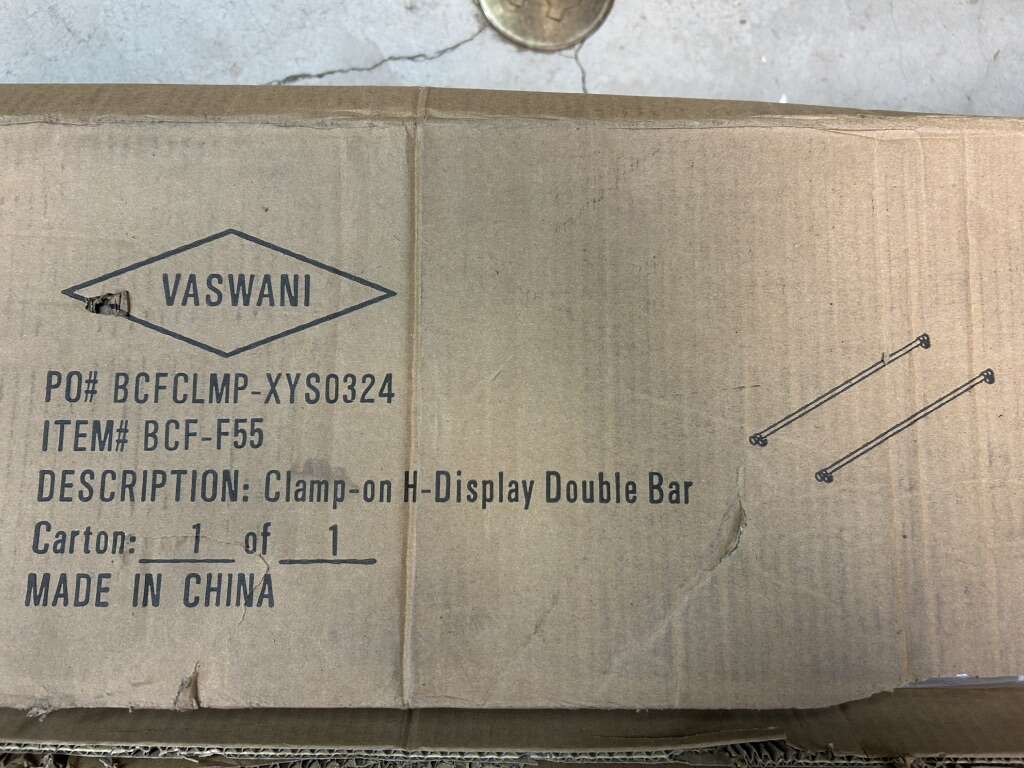 VASWANI
PO# BCFCLMP-XYS0324
ITEM# BCF-F55
DESCRIPTION: Clamp-on H-Display Double Bar
Carton: 1 of 1
MADE IN CHINA